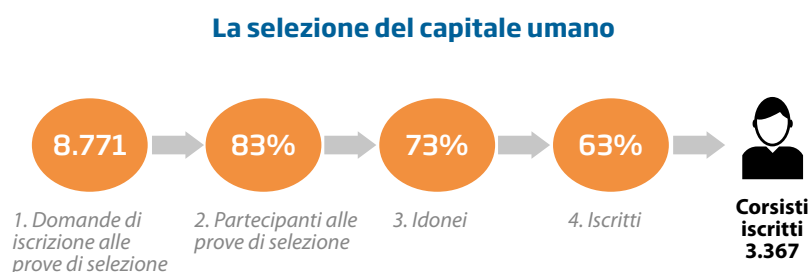 La selezione del capitale umano
8.771
83%
73%
63%
1. Domande di
iscrizione alle
prove di selezione
2. Partecipanti alle
prove di selezione
3. Idonei
4. Iscritti
Corsisti
iscritti
3.367